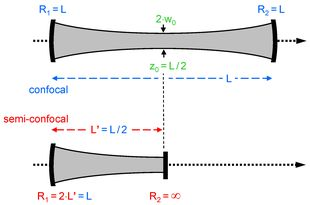 R₁ = L
2·w₀
R₂ = L
z₀ = L / 2
L
confocal
semi-confocal
L' = L / 2
R₁ = 2·L' = L
R₂ = ∞